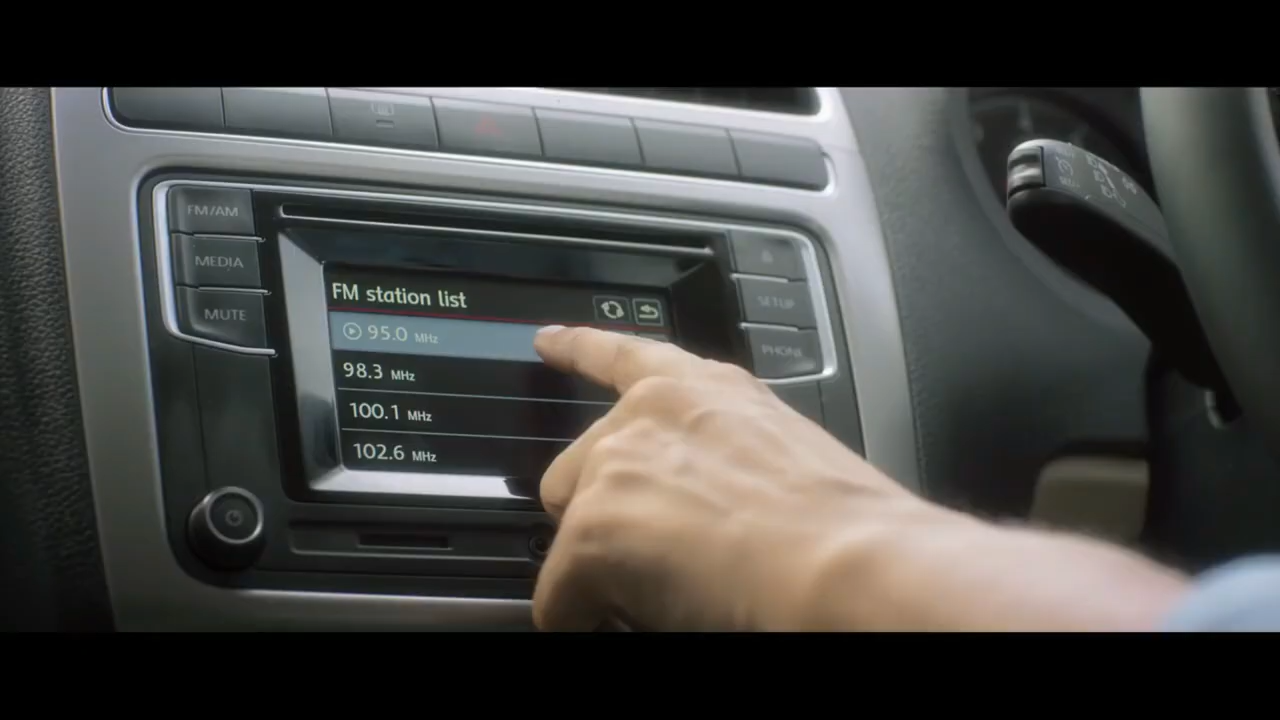 FM/AM
MEDIA
MUTE
FM station list
95.0 MHz
98.3 MHz
100.1 MHz
102.6 MHz
SETUP
PHONE